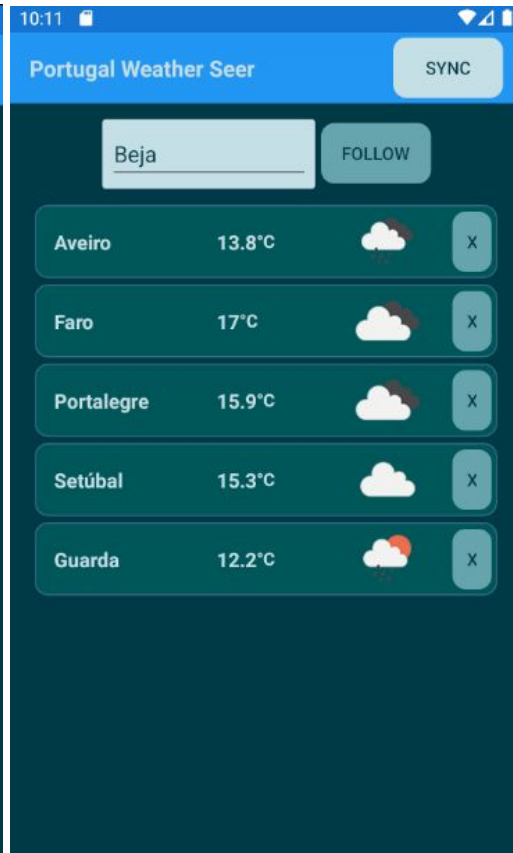 10:11
Portugal Weather Seer SYNC
Beja FOLLOW
Aveiro 13.8°C X
Faro 17°C X
Portalegre 15.9°C X
Setúbal 15.3°C X
Guarda 12.2°C X